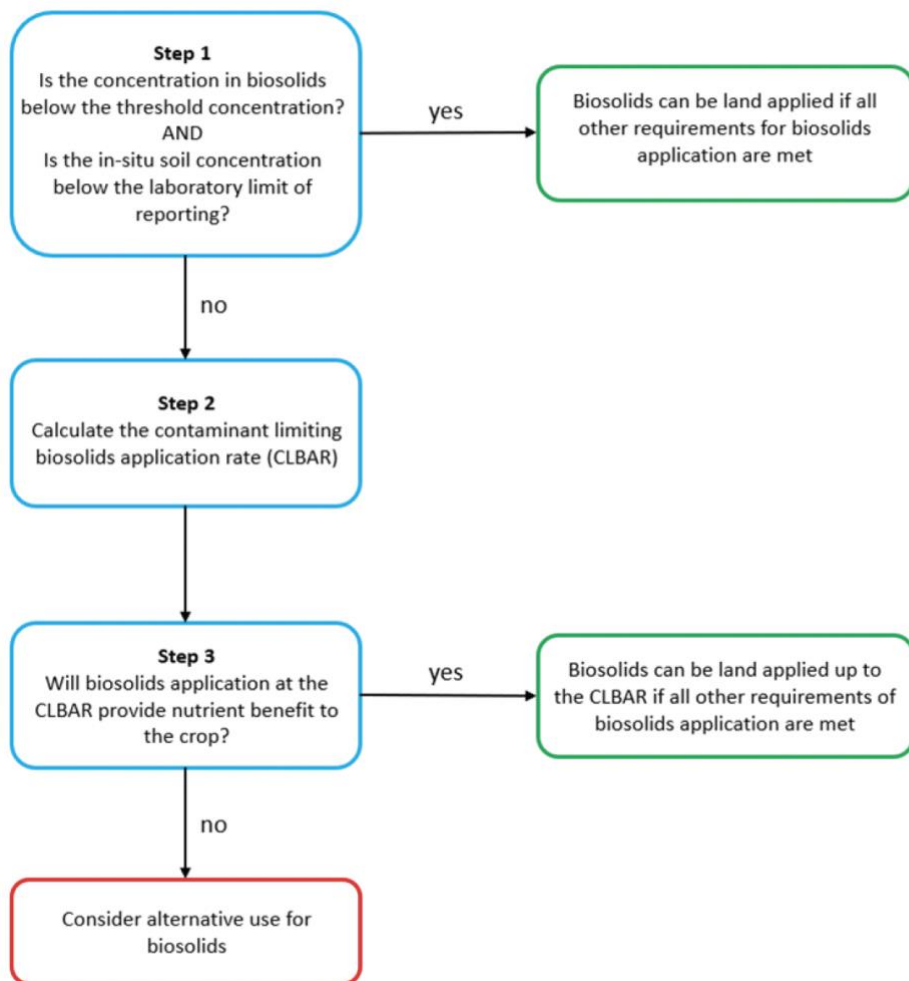 Step 1
Is the concentration in biosolids
below the threshold concentration?
AND
Is the in-situ soil concentration
below the laboratory limit of
reporting?
yes
Biosolids can be land applied if all
other requirements for biosolids
application are met
no
Step 2
Calculate the contaminant limiting
biosolids application rate (CLBAR)
Step 3
Will biosolids application at the
CLBAR provide nutrient benefit to
the crop?
yes
Biosolids can be land applied up to
the CLBAR if all other requirements of
biosolids application are met
no
Consider alternative use for
biosolids